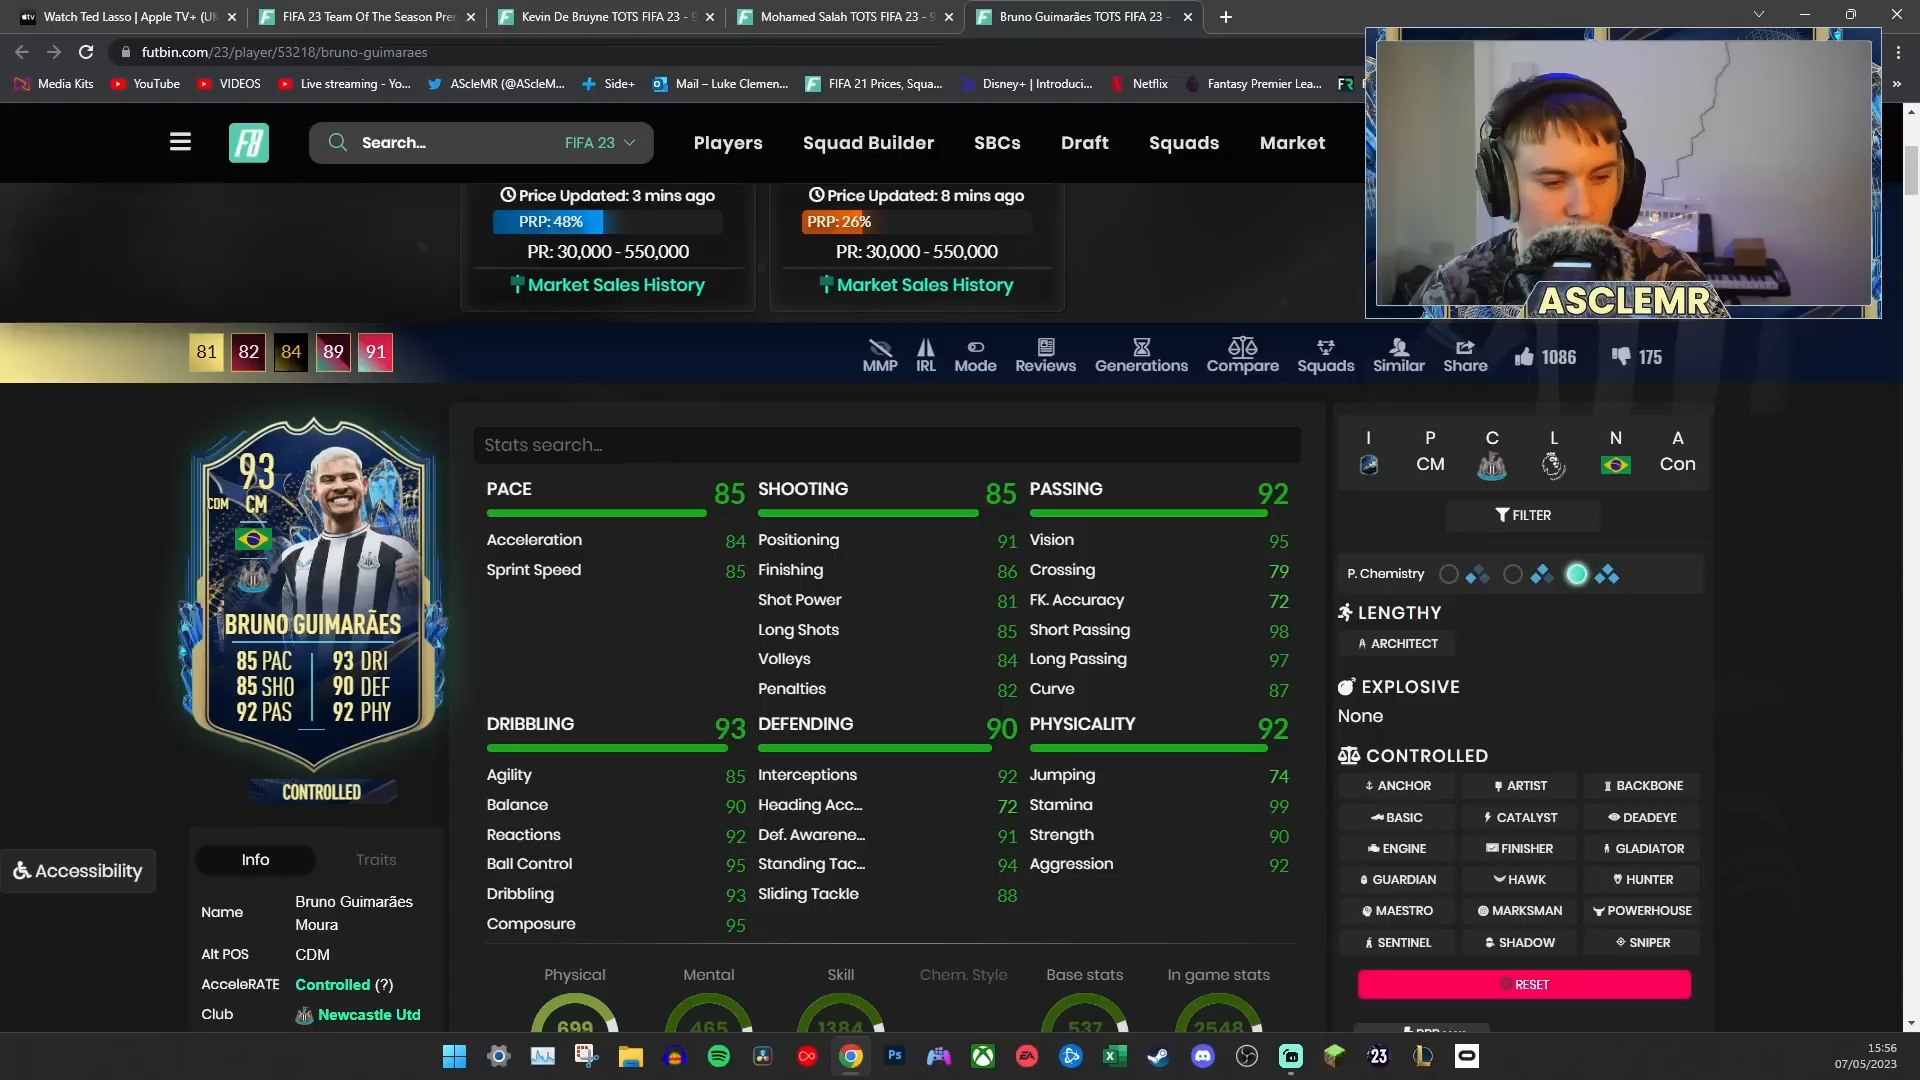 Watch Ted Lasso | Apple TV+ (UK
FIFA 23 Team Of The Season Prer
Kevin De Bruyne TOTS FIFA 23 - 9
Mohamed Salah TOTS FIFA 23 - 9
Bruno Guimarães TOTS FIFA 23 -
futbin.com/23/player/53218/bruno-guimaraes
Media Kits
YouTube
VIDEOS
Live streaming - Yo...
AScleMR (@AScleM...
Side+
Mail – Luke Clemen...
FIFA 21 Prices, Squa...
Disney+ | Introduci...
Netflix
Fantasy Premier Lea...
Search...
FIFA 23
Players
Squad Builder
SBCs
Draft
Squads
Market
ASCLEMR
Price Updated: 3 mins ago
PRP: 48%
PR: 30,000 - 550,000
Market Sales History
Price Updated: 8 mins ago
PRP: 26%
PR: 30,000 - 550,000
Market Sales History
81 82 84 89 91
MMP
IRL
Mode
Reviews
Generations
Compare
Squads
Similar
Share
1086
175
93
CDM CM
BRUNO GUIMARÃES
85 PAC 93 DRI
85 SHO 90 DEF
92 PAS 92 PHY
CONTROLLED
Stats search...
PACE 85
Acceleration 84
Sprint Speed 85
SHOOTING 85
Positioning 91
Finishing 86
Shot Power 81
Long Shots 85
Volleys 84
Penalties 82
PASSING 92
Vision 95
Crossing 79
FK. Accuracy 72
Short Passing 98
Long Passing 97
Curve 87
DRIBBLING 93
Agility 85
Balance 90
Reactions 92
Ball Control 95
Dribbling 93
Composure 95
DEFENDING 90
Interceptions 92
Heading Acc... 72
Def. Awarene... 91
Standing Tac... 94
Sliding Tackle 88
PHYSICALITY 92
Jumping 74
Stamina 99
Strength 90
Aggression 92
Physical
699
Mental
465
Skill
1384
Chem. Style
Base stats
537
In game stats
2548
I P C L N A
CM Con
FILTER
P. Chemistry
LENGTHY
ARCHITECT
EXPLOSIVE
None
CONTROLLED
ANCHOR ARTIST BACKBONE
BASIC CATALYST DEADEYE
ENGINE FINISHER GLADIATOR
GUARDIAN HAWK HUNTER
MAESTRO MARKSMAN POWERHOUSE
SENTINEL SHADOW SNIPER
RESET
Accessibility
Info
Traits
Name Bruno Guimarães
Moura
Alt POS CDM
AcceleRATE Controlled (?)
Club Newcastle Utd
15:56
07/05/2023